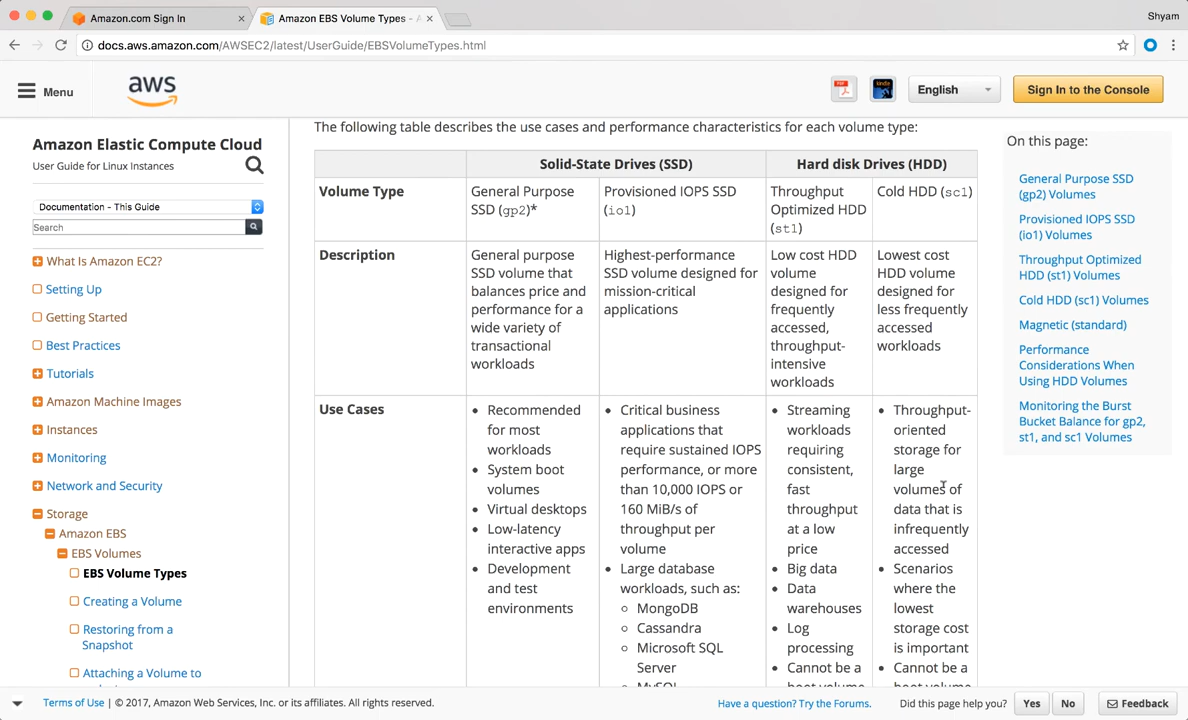 Amazon.com Sign In
Amazon EBS Volume Types - A
Shyam
docs.aws.amazon.com/AWSEC2/latest/UserGuide/EBSVolumeTypes.html
Menu
aws
PDF
kindle
English
Sign In to the Console
Amazon Elastic Compute Cloud
User Guide for Linux Instances
Documentation - This Guide
Search
What Is Amazon EC2?
Setting Up
Getting Started
Best Practices
Tutorials
Amazon Machine Images
Instances
Monitoring
Network and Security
Storage
Amazon EBS
EBS Volumes
EBS Volume Types
Creating a Volume
Restoring from a
Snapshot
Attaching a Volume to
The following table describes the use cases and performance characteristics for each volume type:
Solid-State Drives (SSD)
Hard disk Drives (HDD)
Volume Type
General Purpose
SSD (gp2)*
Provisioned IOPS SSD
(io1)
Throughput
Optimized HDD
(st1)
Cold HDD (sc1)
Description
General purpose
SSD volume that
balances price and
performance for a
wide variety of
transactional
workloads
Highest-performance
SSD volume designed for
mission-critical
applications
Low cost HDD
volume
designed for
frequently
accessed,
throughput-
intensive
workloads
Lowest cost
HDD volume
designed for
less frequently
accessed
workloads
Use Cases
• Recommended
for most
workloads
• System boot
volumes
• Virtual desktops
• Low-latency
interactive apps
• Development
and test
environments
• Critical business
applications that
require sustained IOPS
performance, or more
than 10,000 IOPS or
160 MiB/s of
throughput per
volume
• Large database
workloads, such as:
○ MongoDB
○ Cassandra
○ Microsoft SQL
Server
○ MySQL
• Streaming
workloads
requiring
consistent,
fast
throughput
at a low
price
• Big data
• Data
warehouses
• Log
processing
• Cannot be a
boot volume
• Throughput-
oriented
storage for
large
volumes of
data that is
infrequently
accessed
• Scenarios
where the
lowest
storage cost
is important
• Cannot be a
boot volume
On this page:
General Purpose SSD
(gp2) Volumes
Provisioned IOPS SSD
(io1) Volumes
Throughput Optimized
HDD (st1) Volumes
Cold HDD (sc1) Volumes
Magnetic (standard)
Performance
Considerations When
Using HDD Volumes
Monitoring the Burst
Bucket Balance for gp2,
st1, and sc1 Volumes
Terms of Use | © 2017, Amazon Web Services, Inc. or its affiliates. All rights reserved.
Have a question? Try the Forums.
Did this page help you?
Yes
No
Feedback